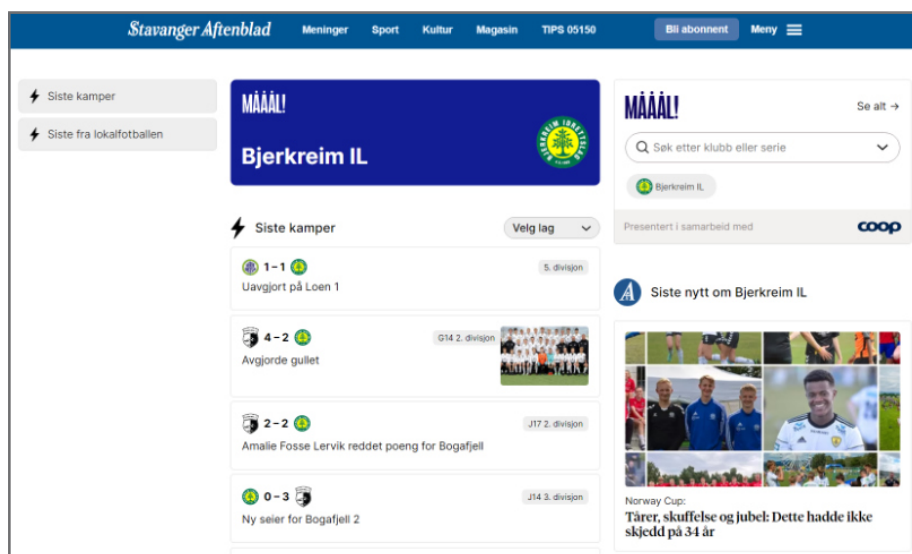 Stavanger Aftenblad
Meninger
Sport
Kultur
Magasin
TIPS 05150
Bli abonnent
Meny
Siste kamper
Siste fra lokalfotballen
MÅÅÅL!
Bjerkreim IL
BJERKREIM IDRETTSLAG
Siste kamper
Velg lag
1 – 1
5. divisjon
Uavgjort på Loen 1
4 – 2
G14 2. divisjon
Avgjorde gullet
2 – 2
J17 2. divisjon
Amalie Fosse Lervik reddet poeng for Bogafjell
0 – 3
J14 3. divisjon
Ny seier for Bogafjell 2
MÅÅÅL!
Se alt →
Søk etter klubb eller serie
Bjerkreim IL
Presentert i samarbeid med
coop
A
Siste nytt om Bjerkreim IL
Norway Cup:
Tårer, skuffelse og jubel: Dette hadde ikke
skjedd på 34 år